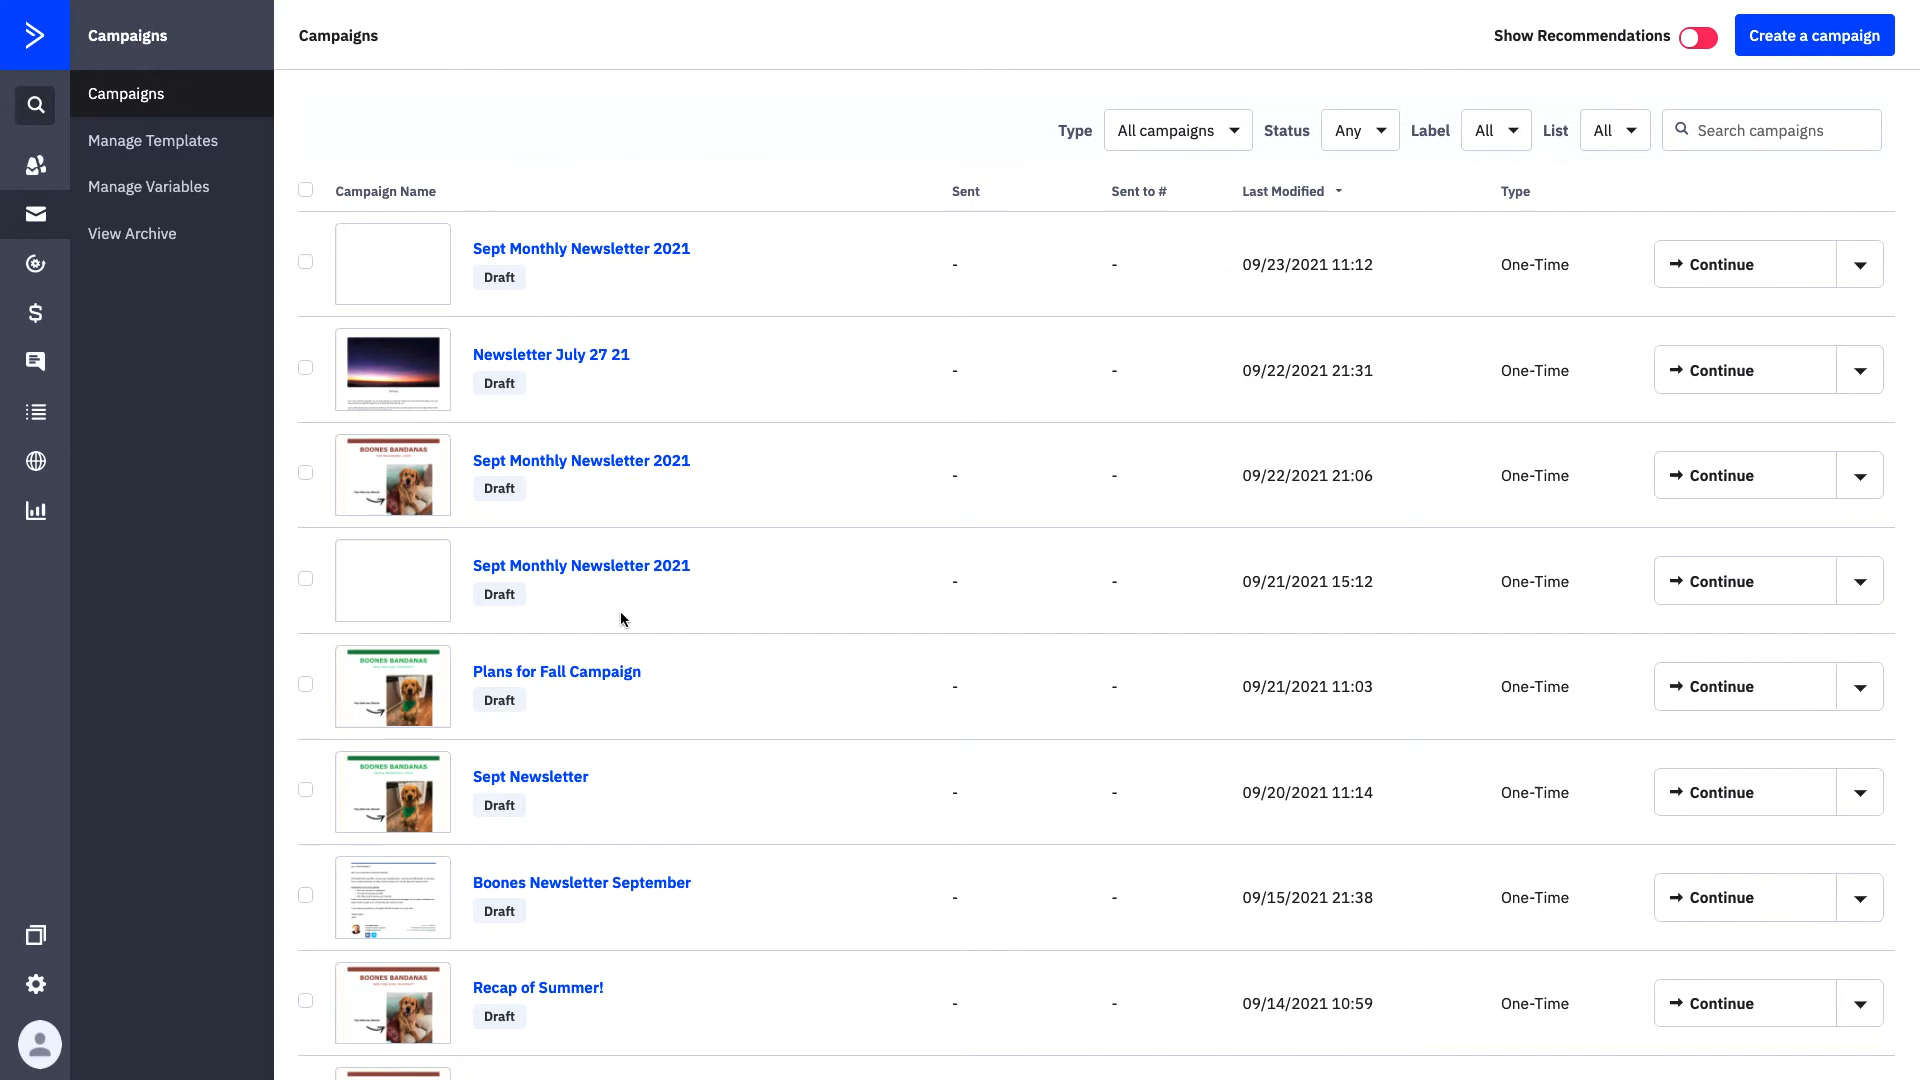 Campaigns
Campaigns
Manage Templates
Manage Variables
View Archive
Campaigns
Show Recommendations
Create a campaign
Type All campaigns Status Any Label All List All Search campaigns
Campaign Name Sent Sent to # Last Modified Type
Sept Monthly Newsletter 2021
Draft
- - 09/23/2021 11:12 One-Time Continue
Newsletter July 27 21
Draft
- - 09/22/2021 21:31 One-Time Continue
BOONES BANDANAS
Sept Monthly Newsletter 2021
Draft
- - 09/22/2021 21:06 One-Time Continue
Sept Monthly Newsletter 2021
Draft
- - 09/21/2021 15:12 One-Time Continue
BOONES BANDANAS
Plans for Fall Campaign
Draft
- - 09/21/2021 11:03 One-Time Continue
BOONES BANDANAS
Sept Newsletter
Draft
- - 09/20/2021 11:14 One-Time Continue
Boones Newsletter September
Draft
- - 09/15/2021 21:38 One-Time Continue
BOONES BANDANAS
Recap of Summer!
Draft
- - 09/14/2021 10:59 One-Time Continue